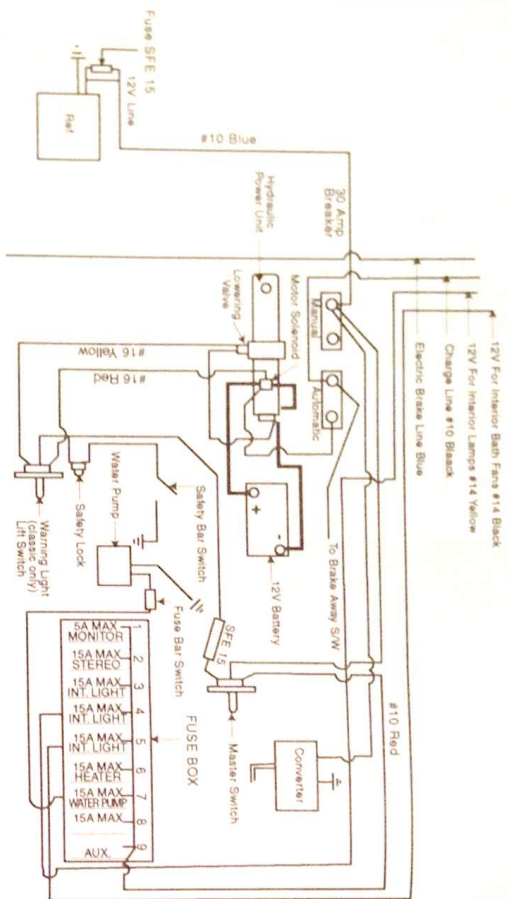 12V For Interior Bath Fans #14 Black
12V For Interior Lamps #14 Yellow
Charge Line #10 Bleack
Electric Brake Line Blue
Fuse SFE 15
12V Line
Ref
#10 Blue
30 Amp
Breaker
Manual
Automatic
Hydraulic
Power Unit
Motor Solenoid
Lowering
Valve
#16 Yellow
#16 Red
+
-
12V Battery
To Brake Away S/W
#10 Red
Safety Bar Switch
Water Pump
Safety Lock
Warning Light
(classic only)
Lift Switch
Fuse Bar Switch
SFE 15
Master Switch
Converter
FUSE BOX
1
5A MAX
MONITOR
2
15A MAX
STEREO
3
15A MAX
INT. LIGHT
4
15A MAX
INT. LIGHT
5
15A MAX
INT. LIGHT
6
15A MAX
HEATER
7
15A MAX
WATER PUMP
8
15A MAX
9
AUX.